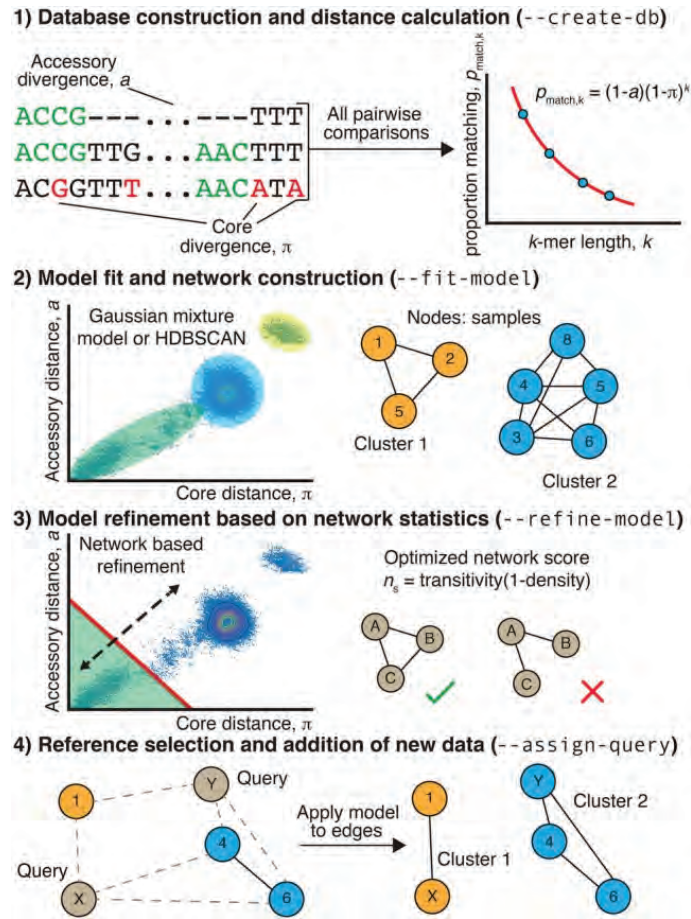 1) Database construction and distance calculation (--create-db)
Accessory
divergence, a
ACCG---...---TTT
ACCGTTG...AACTTT
ACGGTTT...AACATA
Core
divergence, π
All pairwise
comparisons
proportion matching, p match,k
p match,k = (1-a)(1-π)^k
k-mer length, k
2) Model fit and network construction (--fit-model)
Accessory distance, a
Gaussian mixture
model or HDBSCAN
Core distance, π
Nodes: samples
1
2
5
Cluster 1
8
4
5
3
6
Cluster 2
3) Model refinement based on network statistics (--refine-model)
Accessory distance, a
Network based
refinement
Core distance, π
Optimized network score
n s = transitivity(1-density)
A
B
C
A
B
C
4) Reference selection and addition of new data (--assign-query)
1
Y
Query
4
Query
X
6
Apply model
to edges
1
Cluster 1
X
Y
Cluster 2
4
6